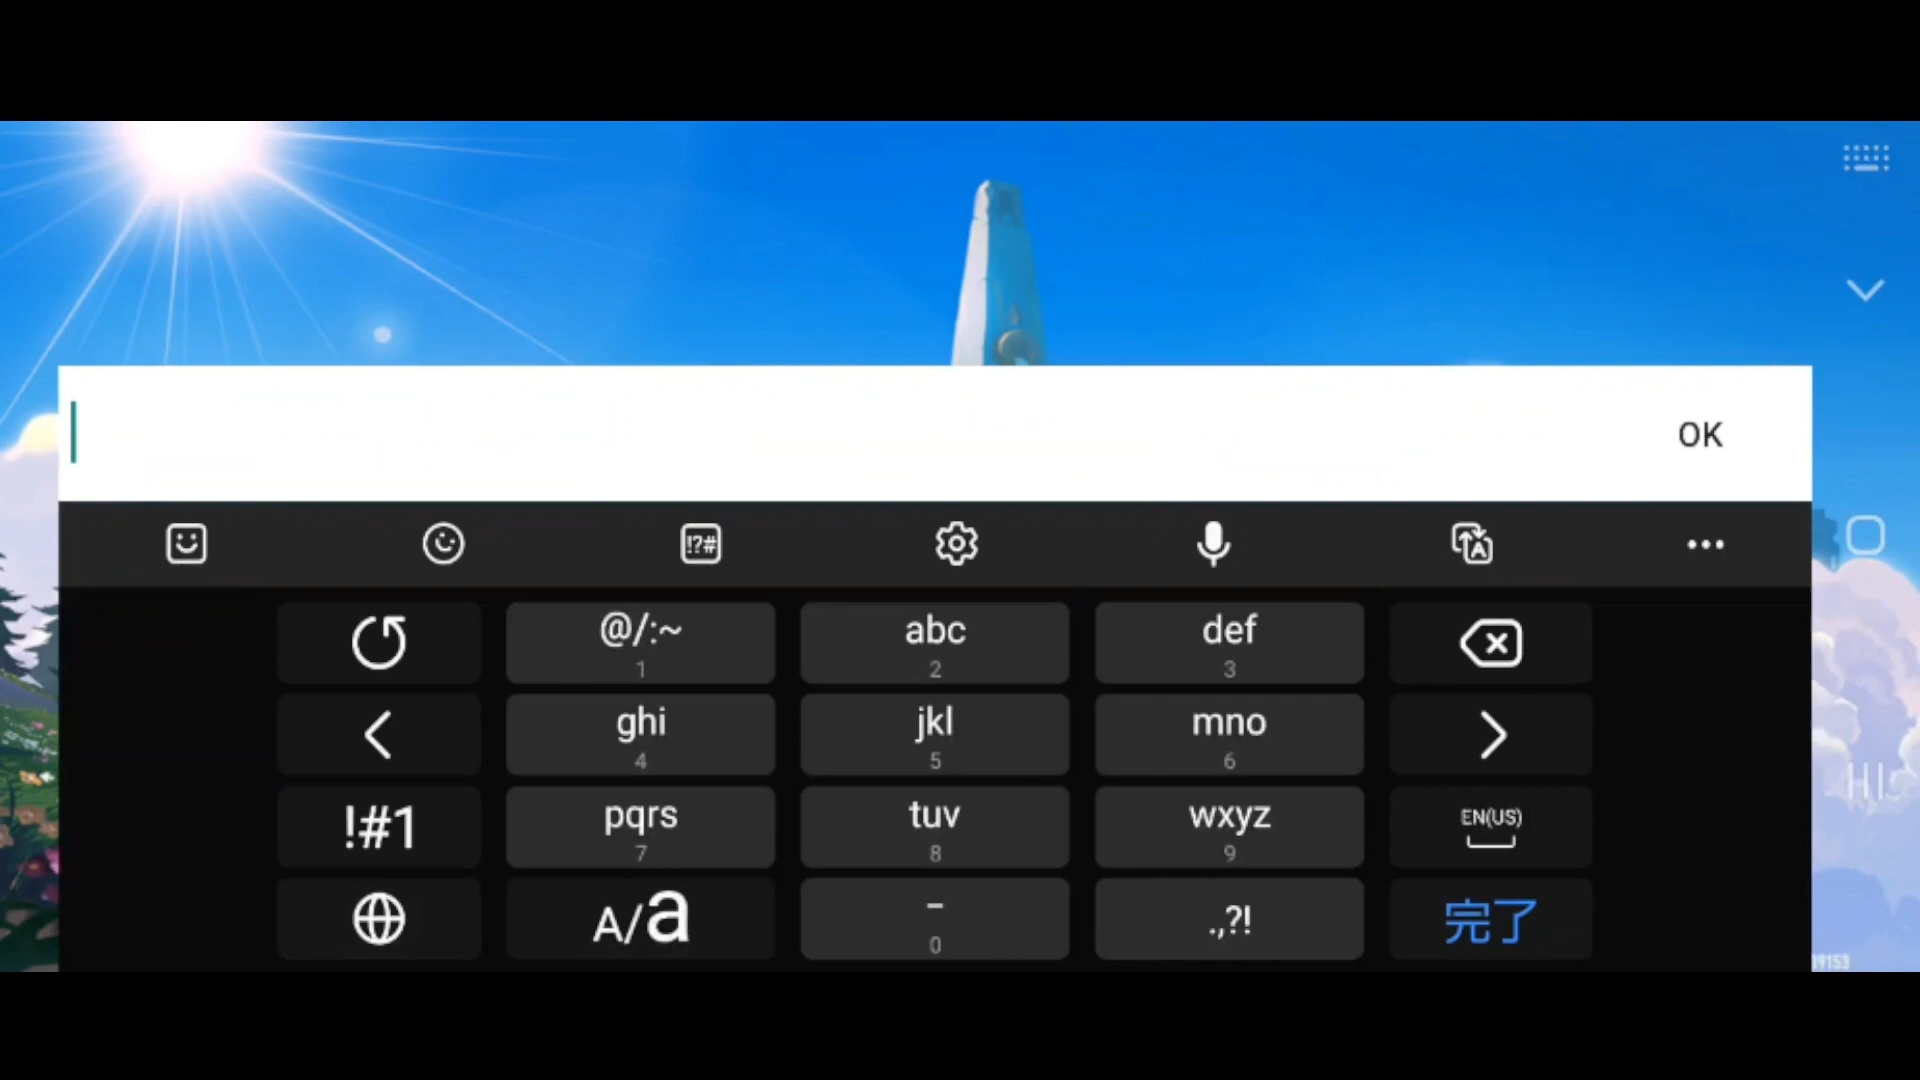 OK
!?#
@/:~ abc def
1 2 3
ghi jkl mno
4 5 6
!#1 pqrs tuv wxyz EN(US)
7 8 9
A/a - .,?! 完了
0